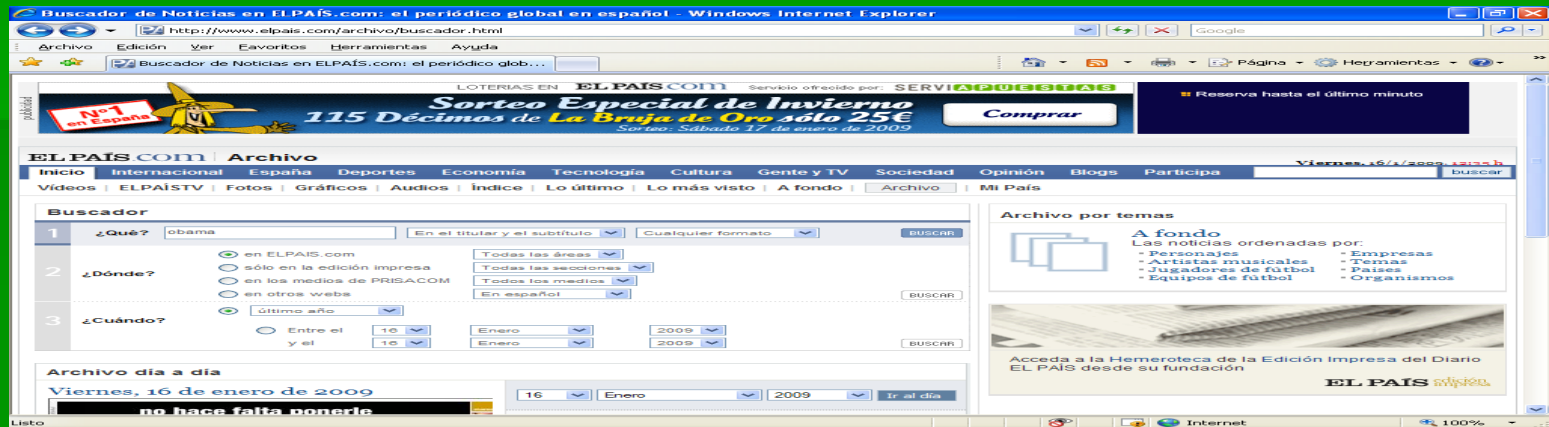 Buscador de Noticias en ELPAÍS.com: el periódico global en español - Windows Internet Explorer
http://www.elpais.com/archivo/buscador.html
Google
Archivo Edición Ver Favoritos Herramientas Ayuda
Buscador de Noticias en ELPAÍS.com: el periódico glob...
Página Herramientas
publicidad
LOTERIAS EN EL PAIS.COM Servicio ofrecido por: SERVIAPUESTAS
Nº1 en España
Sorteo Especial de Invierno
115 Décimos de La Bruja de Oro sólo 25€
Sorteo: Sábado 17 de enero de 2009
Comprar
Reserva hasta el último minuto
EL PAÍS.COM Archivo
Viernes, 16/1/2009, 12:35 h
Inicio Internacional España Deportes Economía Tecnología Cultura Gente y TV Sociedad Opinión Blogs Participa buscar
Vídeos | ELPAÍSTV | Fotos | Gráficos | Audios | Índice | Lo último | Lo más visto | A fondo | Archivo | Mi País
Buscador
1 ¿Qué? obama En el titular y el subtítulo Cualquier formato BUSCAR
2 ¿Dónde?
en ELPAIS.com Todas las áreas
sólo en la edición impresa Todas las secciones
en los medios de PRISACOM Todos los medios
en otros webs En español BUSCAR
3 ¿Cuándo?
último año
Entre el 16 Enero 2009
y el 16 Enero 2009 BUSCAR
Archivo día a día
Viernes, 16 de enero de 2009
16 Enero 2009 Ir al día
no hace falta ponerle
Archivo por temas
A fondo
Las noticias ordenadas por:
- Personajes - Empresas
- Artistas musicales - Temas
- Jugadores de fútbol - Paises
- Equipos de fútbol - Organismos
Acceda a la Hemeroteca de la Edición Impresa del Diario
EL PAÍS desde su fundación
EL PAÍS edición impresa
Listo Internet 100%